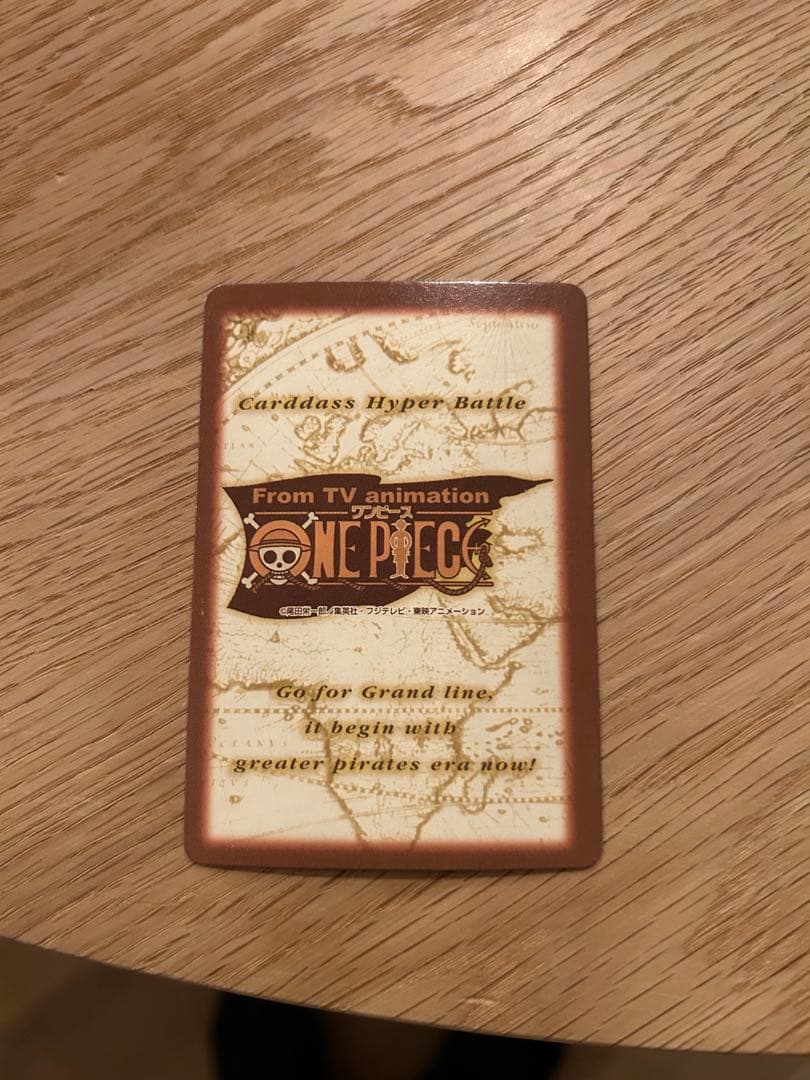 Carddass Hyper Battle
From TV animation
ワンピース
ONE PIECE
©尾田栄一郎/集英社・フジテレビ・東映アニメーション
Go for Grand line,
it begin with
greater pirates era now!